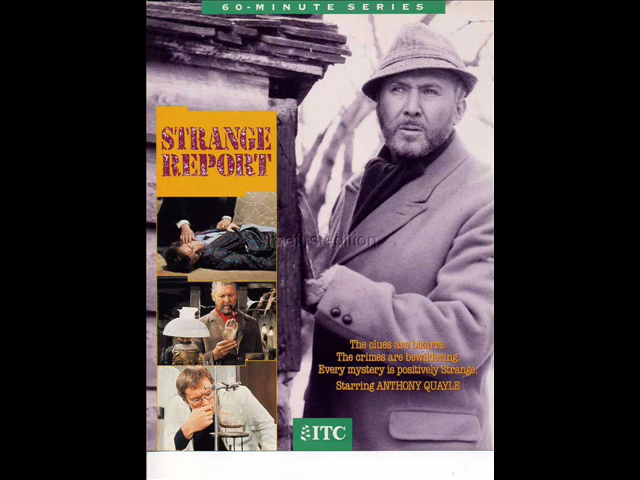 60-MINUTE SERIES
STRANGE
REPORT
thefirstedition
The clues are bizarre.
The crimes are bewildering.
Every mystery is positively Strange.
Starring ANTHONY QUAYLE
ITC